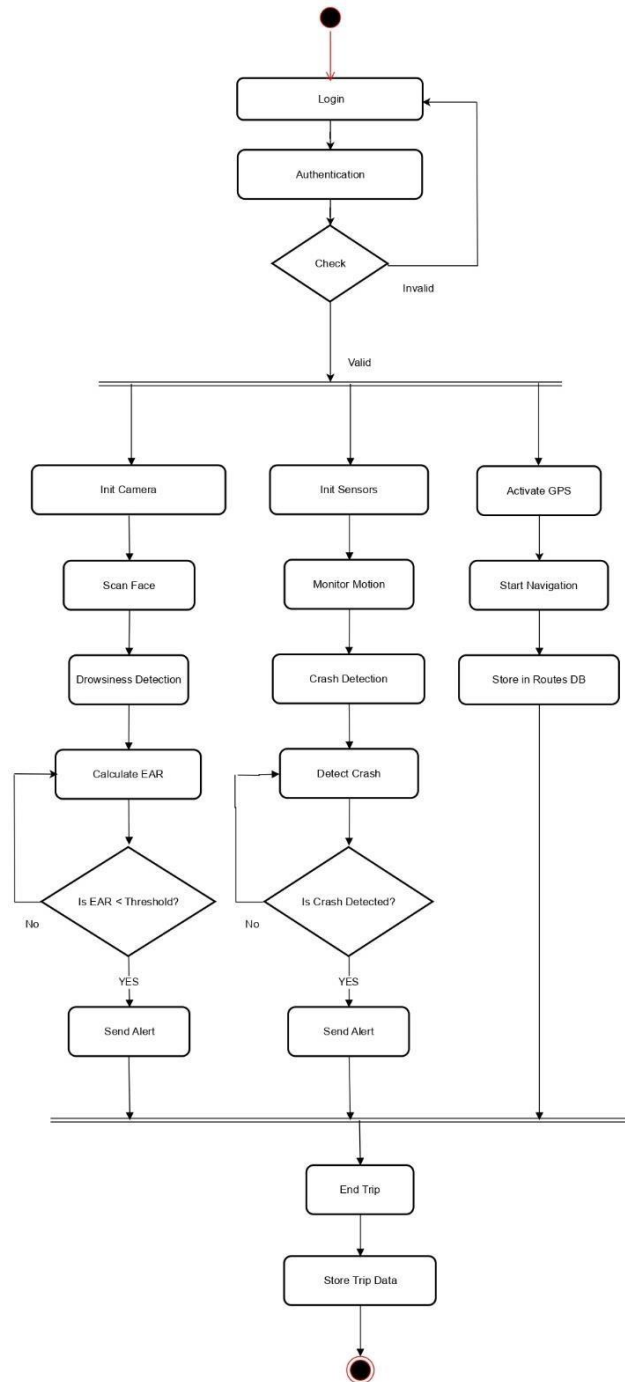 Login
Authentication
Check
Invalid
Valid
Init Camera
Init Sensors
Activate GPS
Scan Face
Monitor Motion
Start Navigation
Drowsiness Detection
Crash Detection
Store in Routes DB
Calculate EAR
Detect Crash
Is EAR < Threshold?
Is Crash Detected?
No
No
YES
YES
Send Alert
Send Alert
End Trip
Store Trip Data